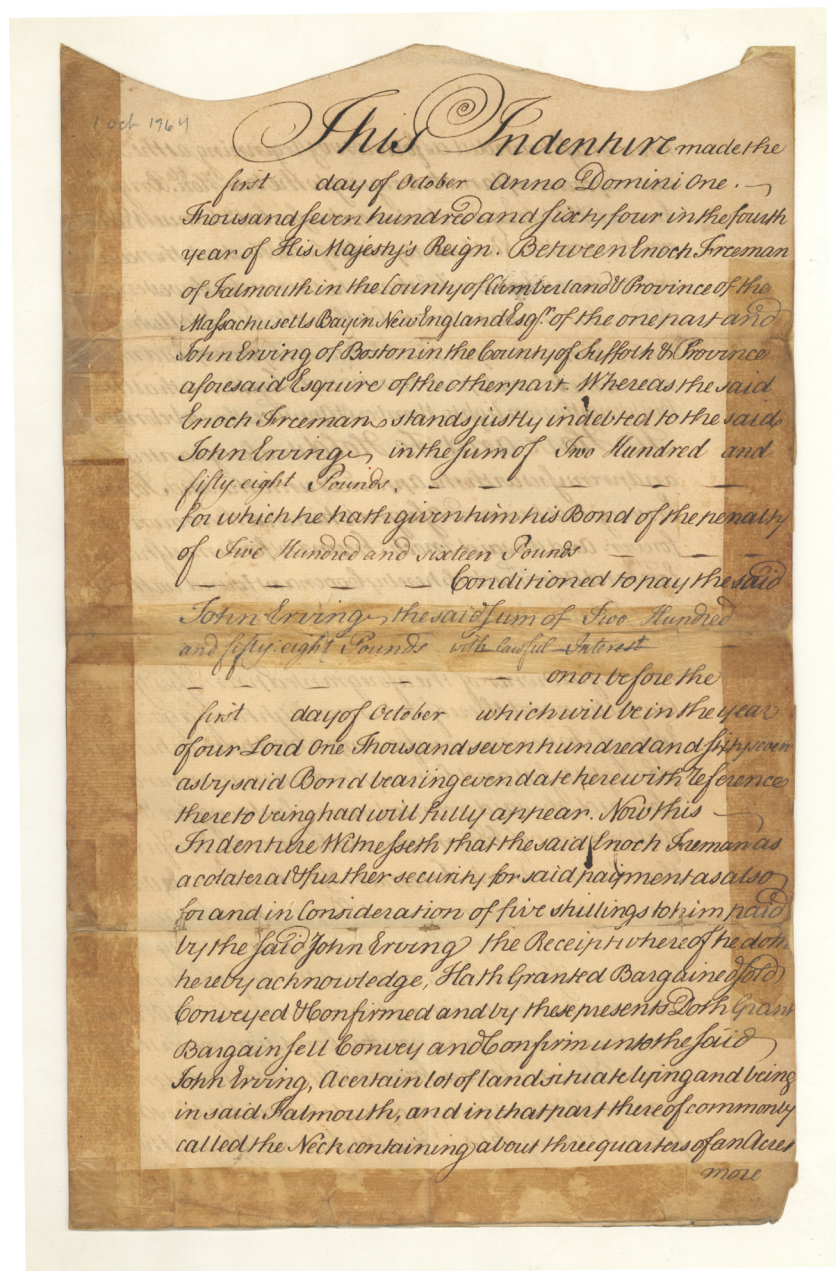 1 Oct 1764
This Indenture made the
first day of October Anno Domini One.
Thousand seven hundred and sixty four in the fourth
year of His Majesty's Reign. Between Enoch Freeman
of Falmouth in the County of Cumberland & Province of the
Massachusetts Bay in New England Esqr. of the one part and
John Erving of Boston in the County of Suffolk & Province
aforesaid Esquire of the other part. Whereas the said
Enoch Freeman stands justly indebted to the said
John Erving in the sum of Two Hundred and
fifty eight Pounds.
for which he hath given him his Bond of the penalty
of Five Hundred and sixteen Pounds
Conditioned to pay the said
John Erving the said sum of Two Hundred
and fifty eight Pounds with lawful Interest
on or before the
first day of October which will be in the year
of our Lord One Thousand seven hundred and sixty seven
as by said Bond bearing even date herewith reference
thereto being had will fully appear. Now this
Indenture Witnesseth that the said Enoch Freman as
a colateral & further security for said payment as also
for and in Consideration of five shillings to him paid
by the said John Erving the Receipt whereof he doth
hereby acknowledge, Hath Granted Bargained & sold
Conveyed & Confirmed and by these presents Doth Grant
Bargain sell Convey and Confirm unto the said
John Erving, A certain lot of land situate lying and being
in said Falmouth, and in that part thereof commonly
called the Neck containing about three quarters of an Acres
more